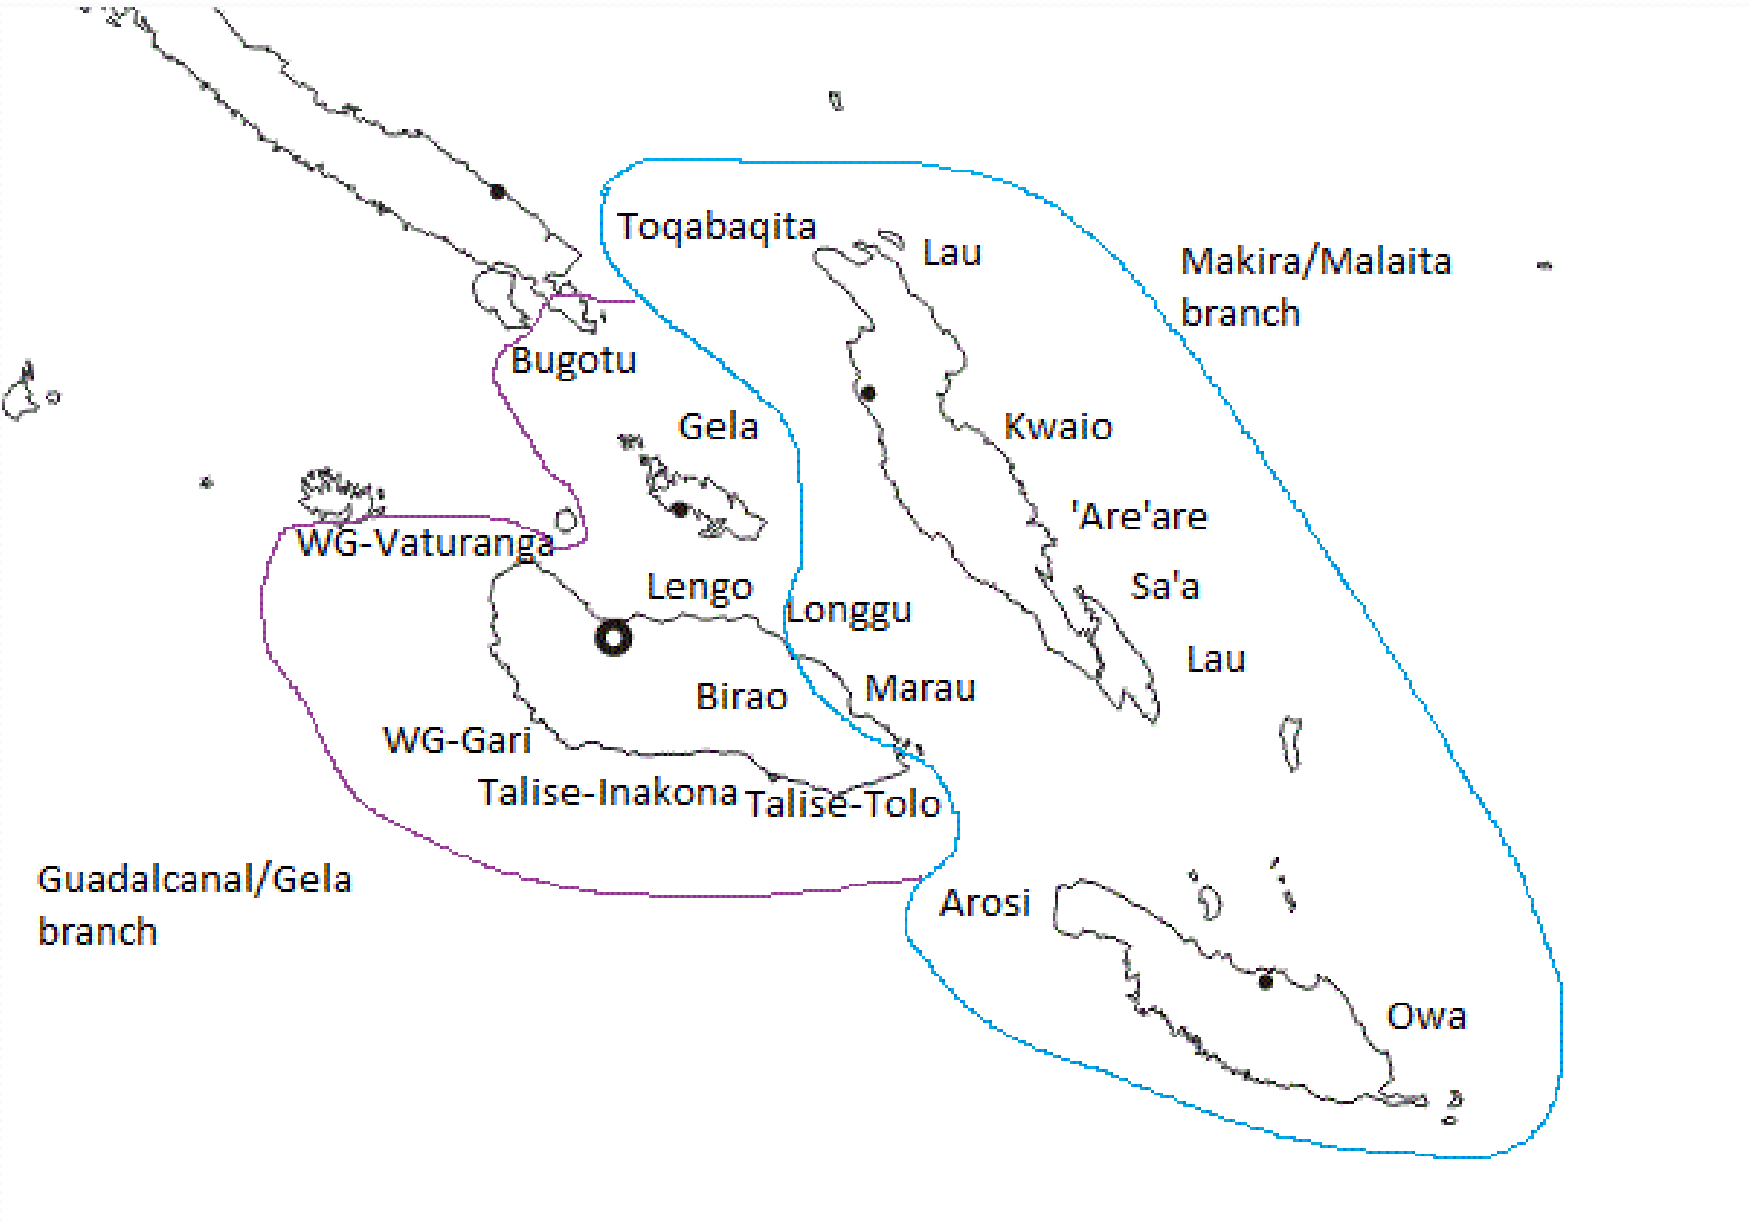 Toqabaqita
Lau
Makira/Malaita
branch
Bugotu
Gela
Kwaio
'Are'are
WG-Vaturanga
Lengo
Longgu
Sa'a
Lau
Birao
Marau
WG-Gari
Talise-Inakona
Talise-Tolo
Guadalcanal/Gela
branch
Arosi
Owa